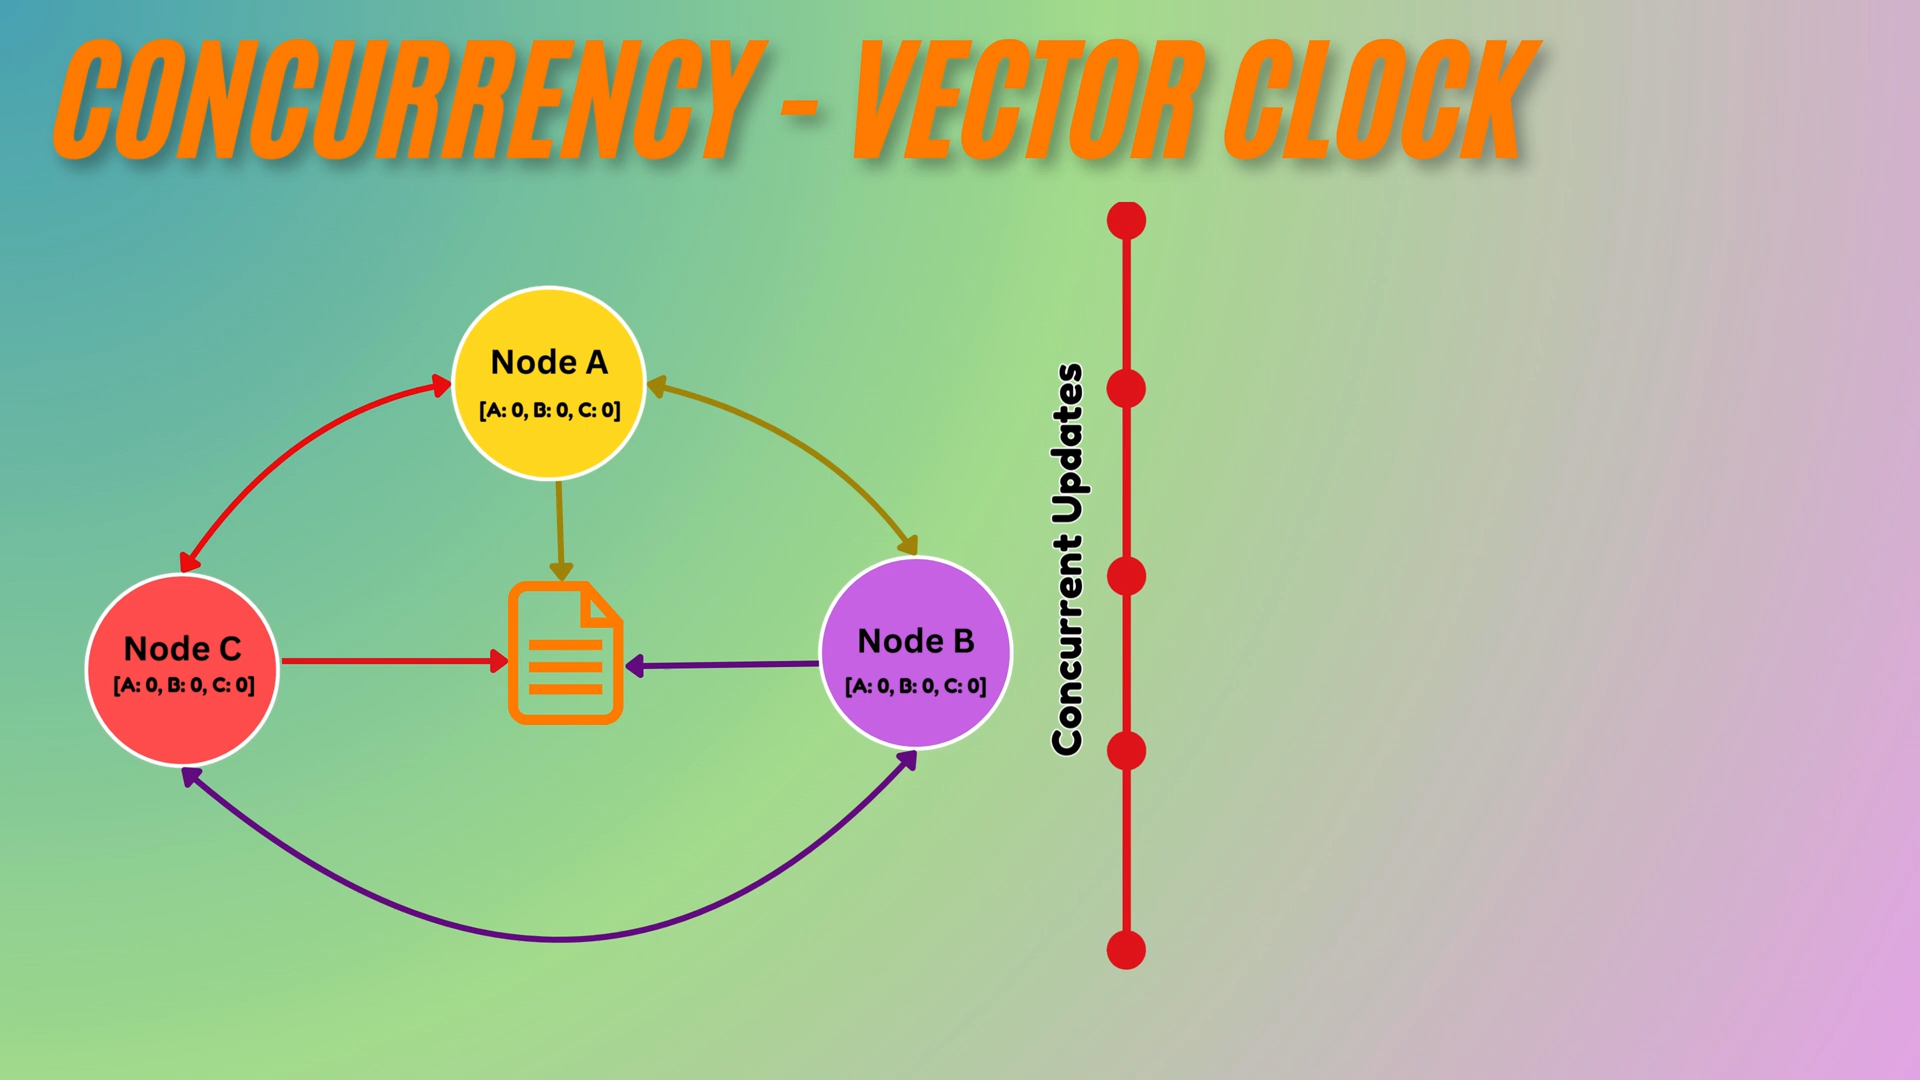 CONCURRENCY - VECTOR CLOCK
Node A
[A: 0, B: 0, C: 0]
Node C
[A: 0, B: 0, C: 0]
Node B
[A: 0, B: 0, C: 0]
Concurrent Updates